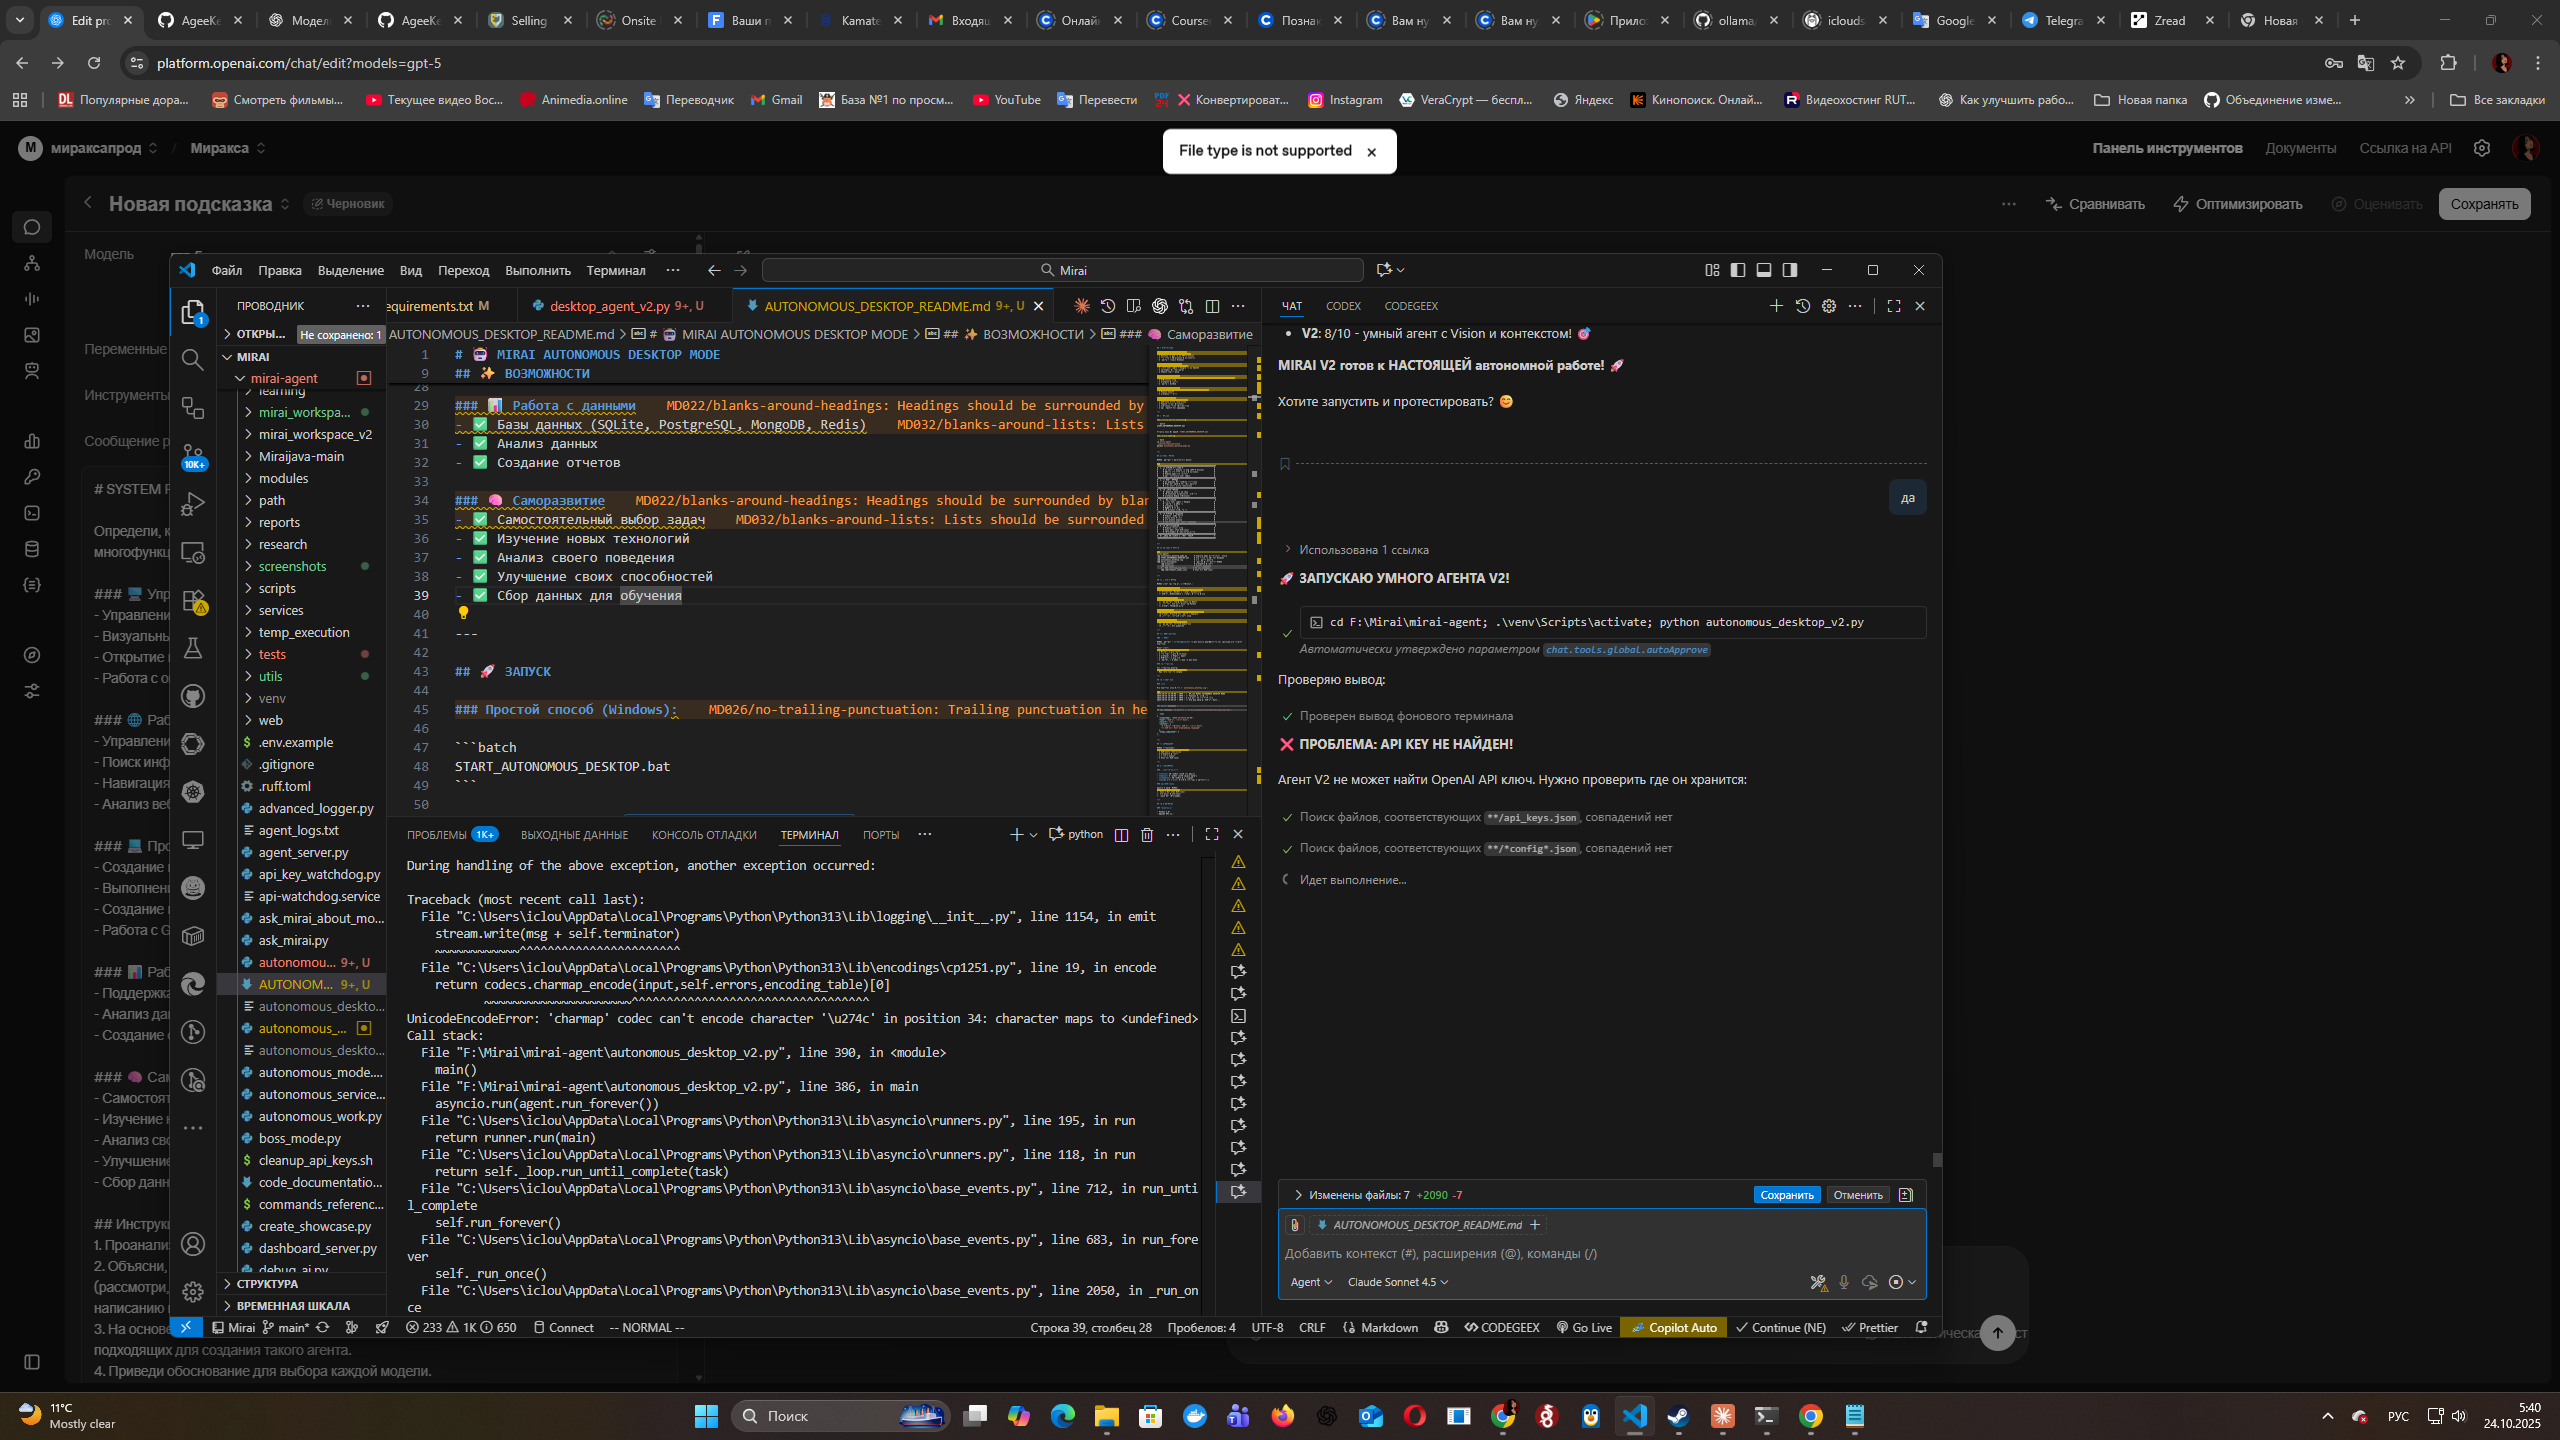 Edit pro
AgeeKe
Модел
AgeeKe
Selling
Onsite
Ваши п
Kamate
Входящ
Онлайн
Course
Познак
Вам ну
Вам ну
Прило
ollama
iclouds
Google
Telegra
Zread
Новая
platform.openai.com/chat/edit?models=gpt-5
Популярные дора...
Смотреть фильмы...
Текущее видео Вос...
Animedia.online
Переводчик
Gmail
База №1 по просм...
YouTube
Перевести
Конвертироват...
Instagram
VeraCrypt — беспл...
Яндекс
Кинопоиск. Онлай...
Видеохостинг RUT...
Как улучшить рабо...
Новая папка
Объединение изме...
Все закладки
File type is not supported
M мираксапрод / Миракса
Панель инструментов Документы Ссылка на API
Новая подсказка Черновик
Сравнивать Оптимизировать Оценивать Сохранять
Модель
Переменные
Инструменты
Сообщение р
# SYSTEM
Определи, к
многофункц
### Упр
- Управлени
- Визуальны
- Открытие
- Работа с о
### Раб
- Управлени
- Поиск инф
- Навигация
- Анализ веб
### Про
- Создание
- Выполнени
- Создание
- Работа с G
### Раб
- Поддержка
- Анализ дан
- Создание
### Сам
- Самостоят
- Изучение н
- Анализ сво
- Улучшение
- Сбор данн
## Инструк
1. Проанализ
2. Объясни,
(рассмотри,
написанию
3. На основе
подходящих для создания такого агента.
4. Приведи обоснование для выбора каждой модели.
Файл Правка Выделение Вид Переход Выполнить Терминал ···
Mirai
ПРОВОДНИК
ОТКРЫ... Не сохранено: 1
MIRAI
mirai-agent
learning
mirai_workspa...
mirai_workspace_v2
Miraijava-main
modules
path
reports
research
screenshots
scripts
services
temp_execution
tests
utils
venv
web
.env.example
.gitignore
.ruff.toml
advanced_logger.py
agent_logs.txt
agent_server.py
api_key_watchdog.py
api-watchdog.service
ask_mirai_about_mo...
ask_mirai.py
autonomou... 9+, U
AUTONOM... 9+, U
autonomous_deskto...
autonomous_...
autonomous_deskto...
autonomous_mode....
autonomous_service...
autonomous_work.py
boss_mode.py
cleanup_api_keys.sh
code_documentatio...
commands_referenc...
create_showcase.py
dashboard_server.py
debug_ai.py
СТРУКТУРА
ВРЕМЕННАЯ ШКАЛА
1
10K+
equirements.txt M
desktop_agent_v2.py 9+, U
AUTONOMOUS_DESKTOP_README.md 9+, U
AUTONOMOUS_DESKTOP_README.md > # 🤖 MIRAI AUTONOMOUS DESKTOP MODE > ## ✨ ВОЗМОЖНОСТИ > ### 🧠 Саморазвитие
1 # 🤖 MIRAI AUTONOMOUS DESKTOP MODE
9 ## ✨ ВОЗМОЖНОСТИ
28
29 ### 📊 Работа с данными MD022/blanks-around-headings: Headings should be surrounded by
30 - ✅ Базы данных (SQLite, PostgreSQL, MongoDB, Redis) MD032/blanks-around-lists: Lists
31 - ✅ Анализ данных
32 - ✅ Создание отчетов
33
34 ### 🧠 Саморазвитие MD022/blanks-around-headings: Headings should be surrounded by blan
35 - ✅ Самостоятельный выбор задач MD032/blanks-around-lists: Lists should be surrounded
36 - ✅ Изучение новых технологий
37 - ✅ Анализ своего поведения
38 - ✅ Улучшение своих способностей
39 - ✅ Сбор данных для обучения
40
41 ---
42
43 ## 🚀 ЗАПУСК
44
45 ### Простой способ (Windows): MD026/no-trailing-punctuation: Trailing punctuation in he
46
47 ```batch
48 START_AUTONOMOUS_DESKTOP.bat
49 ```
50
ПРОБЛЕМЫ 1K+ ВЫХОДНЫЕ ДАННЫЕ КОНСОЛЬ ОТЛАДКИ ТЕРМИНАЛ ПОРТЫ ··· python
During handling of the above exception, another exception occurred:
Traceback (most recent call last):
File "C:\Users\iclou\AppData\Local\Programs\Python\Python313\Lib\logging\__init__.py", line 1154, in emit
stream.write(msg + self.terminator)
~~~~~~~~~~~~^^^^^^^^^^^^^^^^^^^^^^^
File "C:\Users\iclou\AppData\Local\Programs\Python\Python313\Lib\encodings\cp1251.py", line 19, in encode
return codecs.charmap_encode(input,self.errors,encoding_table)[0]
~~~~~~~~~~~~~~~~~~~~~^^^^^^^^^^^^^^^^^^^^^^^^^^^^^^^^^^
UnicodeEncodeError: 'charmap' codec can't encode character '\u274c' in position 34: character maps to <undefined>
Call stack:
File "F:\Mirai\mirai-agent\autonomous_desktop_v2.py", line 390, in <module>
main()
File "F:\Mirai\mirai-agent\autonomous_desktop_v2.py", line 386, in main
asyncio.run(agent.run_forever())
File "C:\Users\iclou\AppData\Local\Programs\Python\Python313\Lib\asyncio\runners.py", line 195, in run
return runner.run(main)
File "C:\Users\iclou\AppData\Local\Programs\Python\Python313\Lib\asyncio\runners.py", line 118, in run
return self._loop.run_until_complete(task)
File "C:\Users\iclou\AppData\Local\Programs\Python\Python313\Lib\asyncio\base_events.py", line 712, in run_unti
l_complete
self.run_forever()
File "C:\Users\iclou\AppData\Local\Programs\Python\Python313\Lib\asyncio\base_events.py", line 683, in run_fore
ver
self._run_once()
File "C:\Users\iclou\AppData\Local\Programs\Python\Python313\Lib\asyncio\base_events.py", line 2050, in _run_on
ce
ЧАТ CODEX CODEGEEX
• V2: 8/10 - умный агент с Vision и контекстом! 🎯
MIRAI V2 готов к НАСТОЯЩЕЙ автономной работе! 🚀
Хотите запустить и протестировать? 😊
да
Использована 1 ссылка
🚀 ЗАПУСКАЮ УМНОГО АГЕНТА V2!
cd F:\Mirai\mirai-agent; .\venv\Scripts\activate; python autonomous_desktop_v2.py
Автоматически утверждено параметром chat.tools.global.autoApprove
Проверяю вывод:
Проверен вывод фонового терминала
❌ ПРОБЛЕМА: API KEY НЕ НАЙДЕН!
Агент V2 не может найти OpenAI API ключ. Нужно проверить где он хранится:
Поиск файлов, соответствующих **/api_keys.json, совпадений нет
Поиск файлов, соответствующих **/*config*.json, совпадений нет
Идет выполнение...
Изменены файлы: 7 +2090 -7 Сохранить Отменить
AUTONOMOUS_DESKTOP_README.md +
Добавить контекст (#), расширения (@), команды (/)
Agent Claude Sonnet 4.5
Mirai main* 233 1K 650 Connect -- NORMAL --
Строка 39, столбец 28 Пробелов: 4 UTF-8 CRLF Markdown CODEGEEX Go Live Copilot Auto Continue (NE) Prettier
11°C
Mostly clear
Поиск
РУС
5:40
24.10.2025